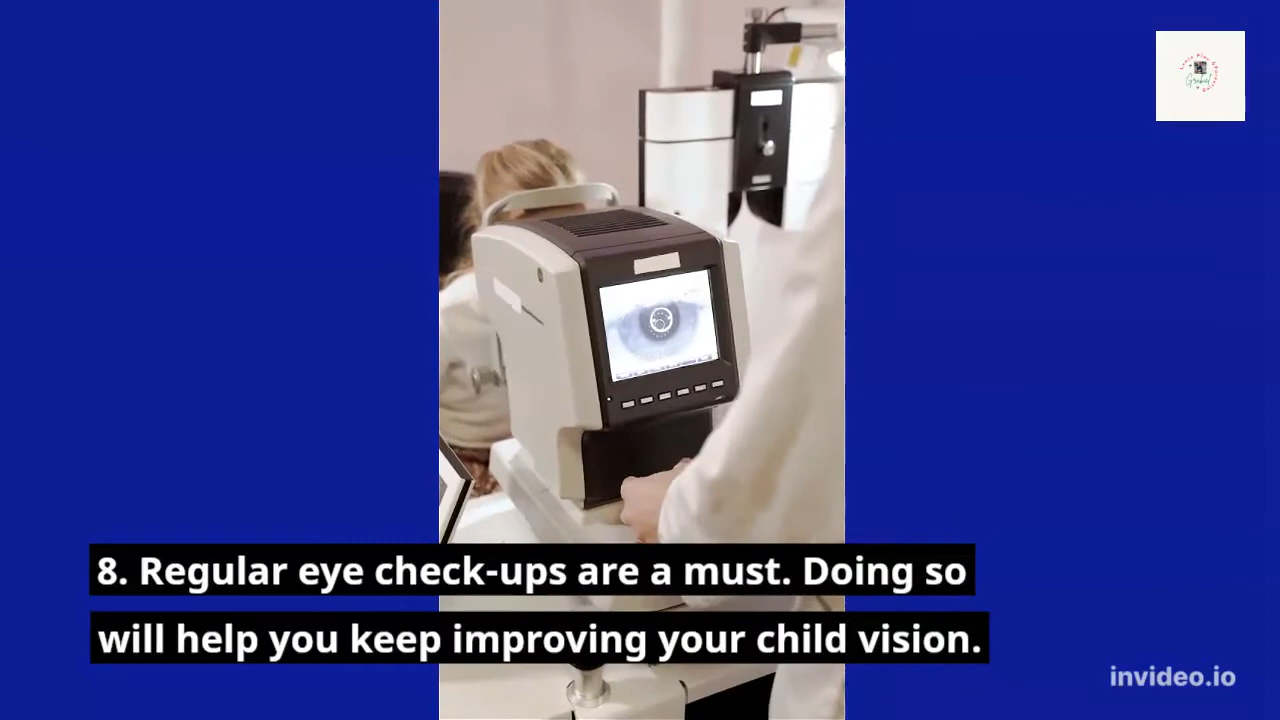 8. Regular eye check-ups are a must. Doing so
will help you keep improving your child vision.
invideo.io